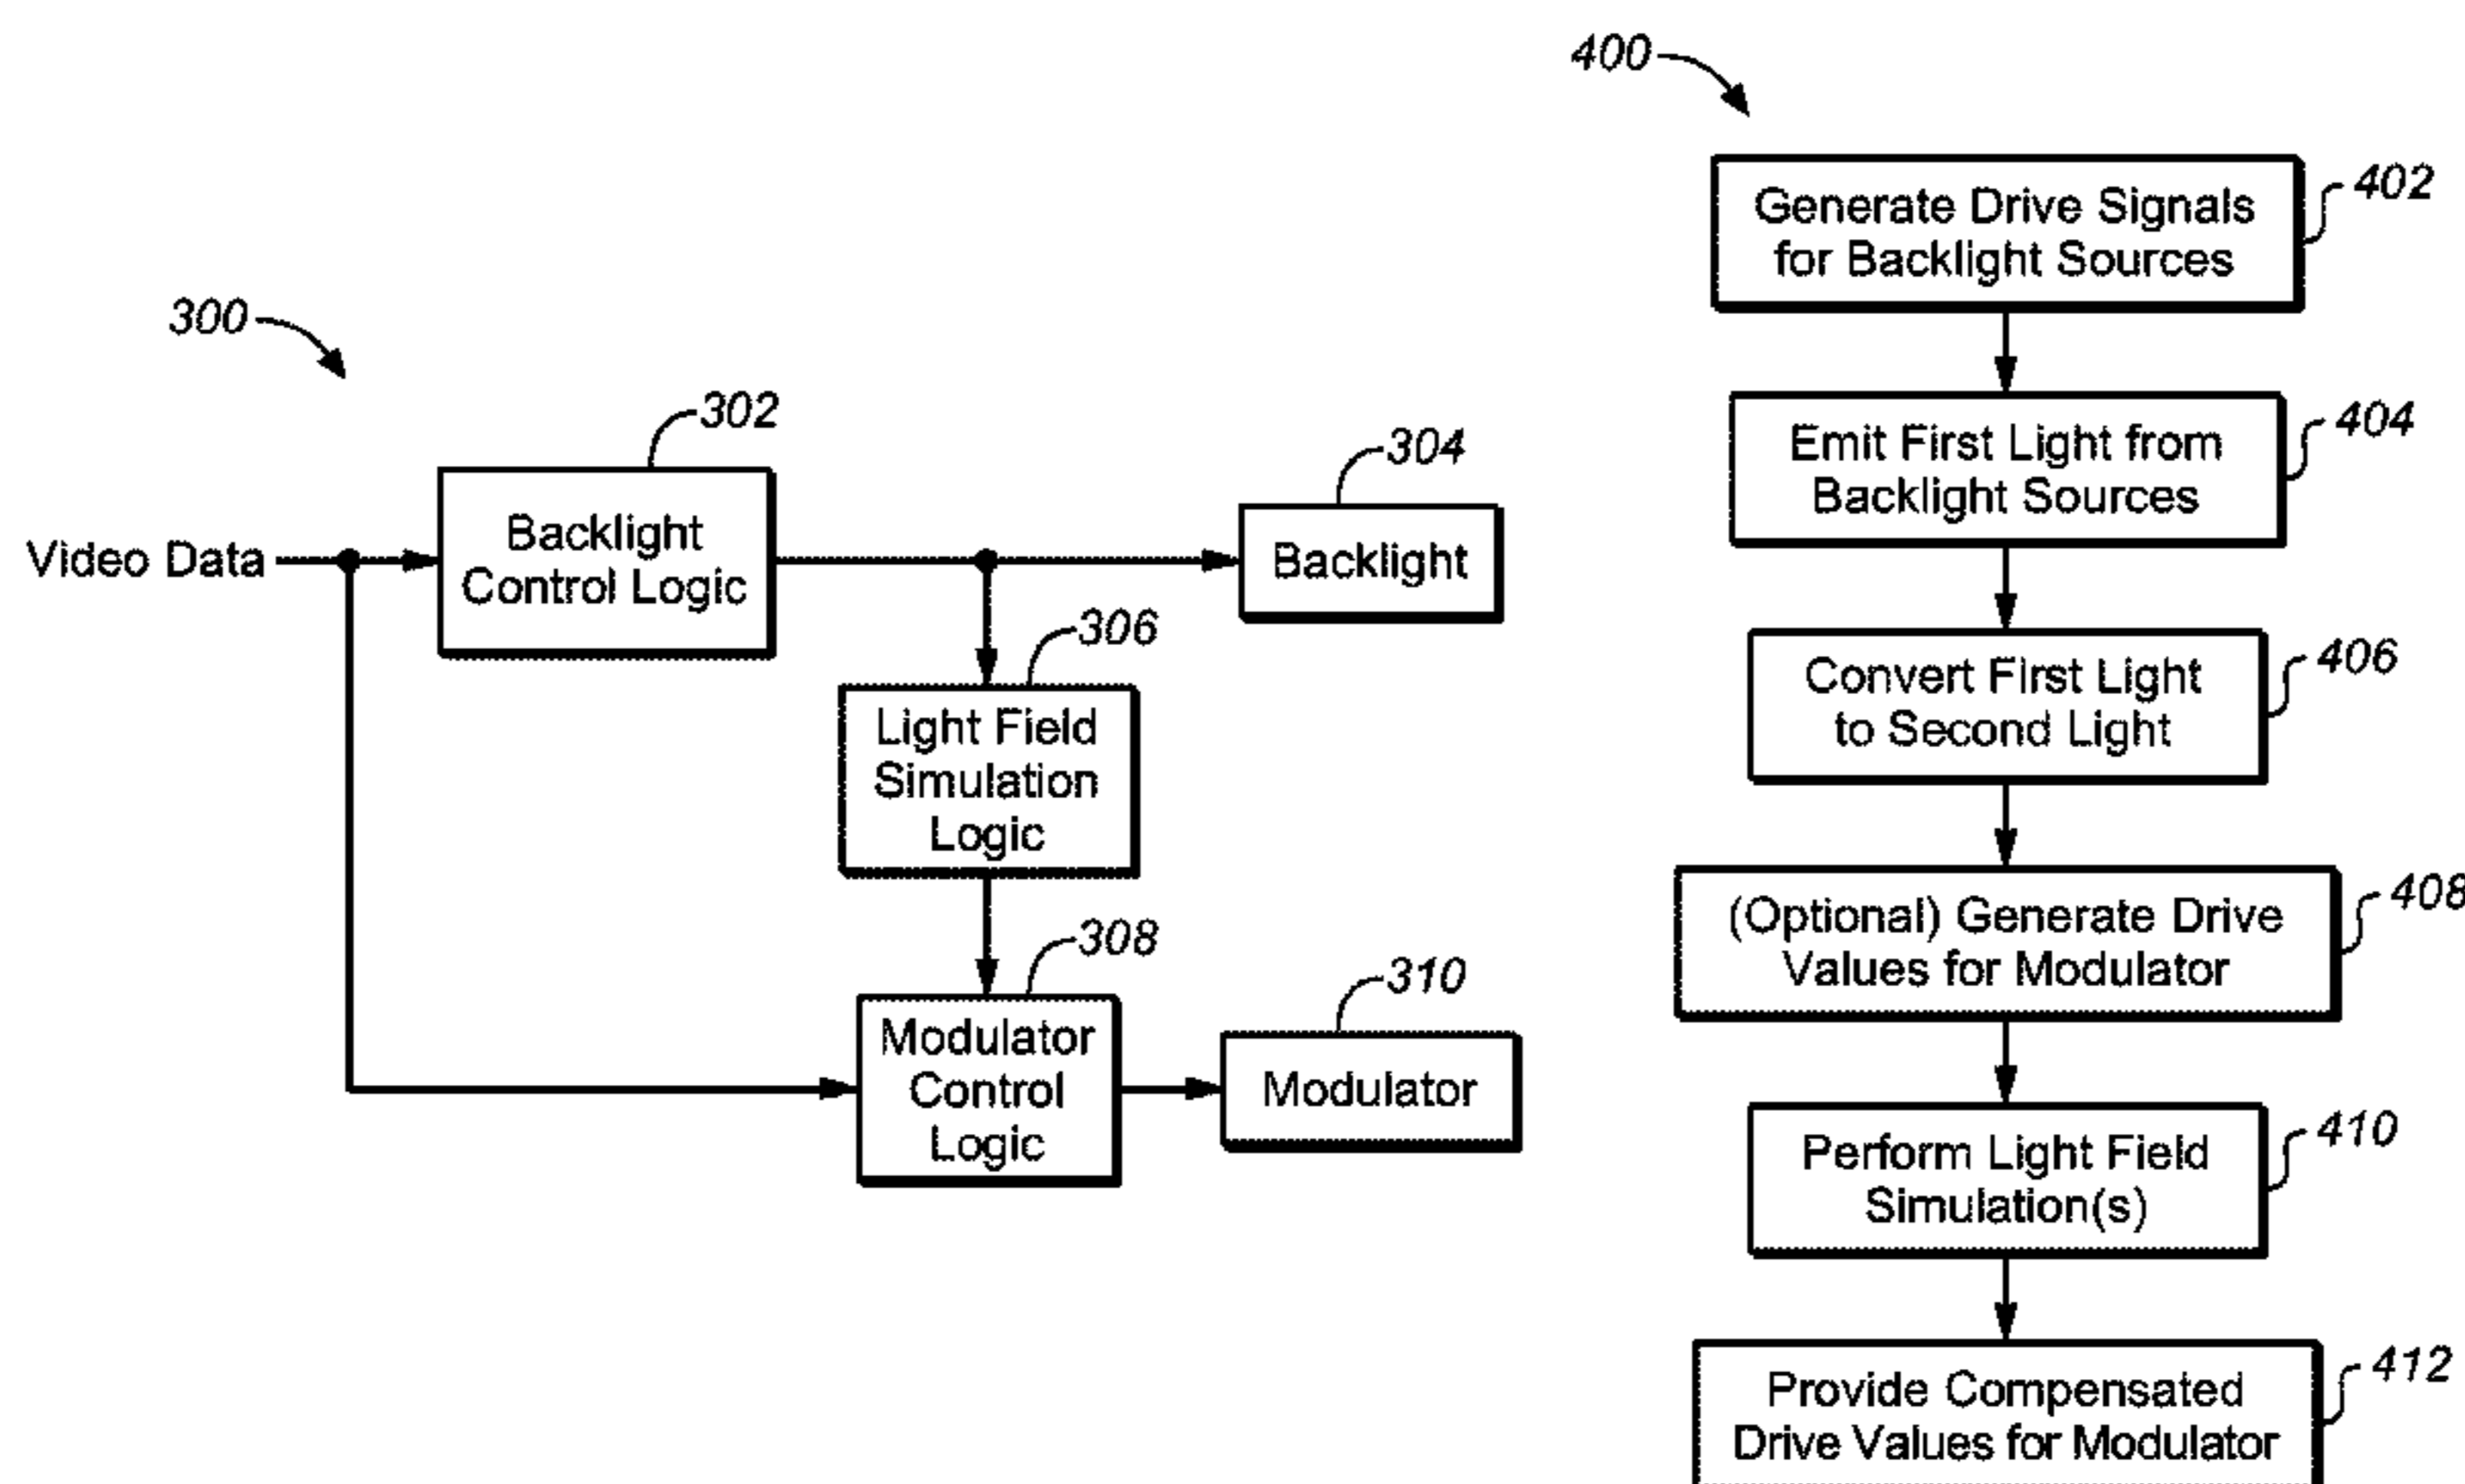 300
302
304
Video Data
Backlight
Control Logic
Backlight
306
Light Field
Simulation
Logic
308
310
Modulator
Control
Logic
Modulator
400
402
Generate Drive Signals
for Backlight Sources
404
Emit First Light from
Backlight Sources
406
Convert First Light
to Second Light
408
(Optional) Generate Drive
Values for Modulator
410
Perform Light Field
Simulation(s)
412
Provide Compensated
Drive Values for Modulator